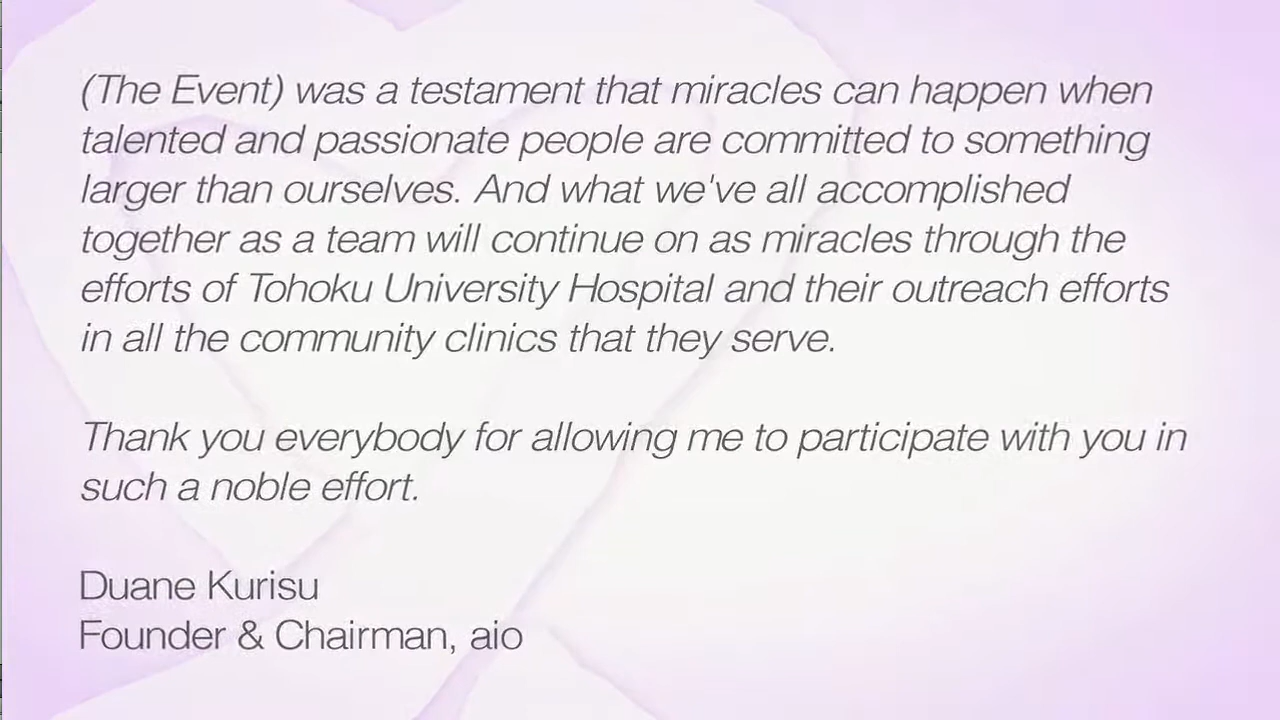 (The Event) was a testament that miracles can happen when
talented and passionate people are committed to something
larger than ourselves. And what we've all accomplished
together as a team will continue on as miracles through the
efforts of Tohoku University Hospital and their outreach efforts
in all the community clinics that they serve.
Thank you everybody for allowing me to participate with you in
such a noble effort.
Duane Kurisu
Founder & Chairman, aio